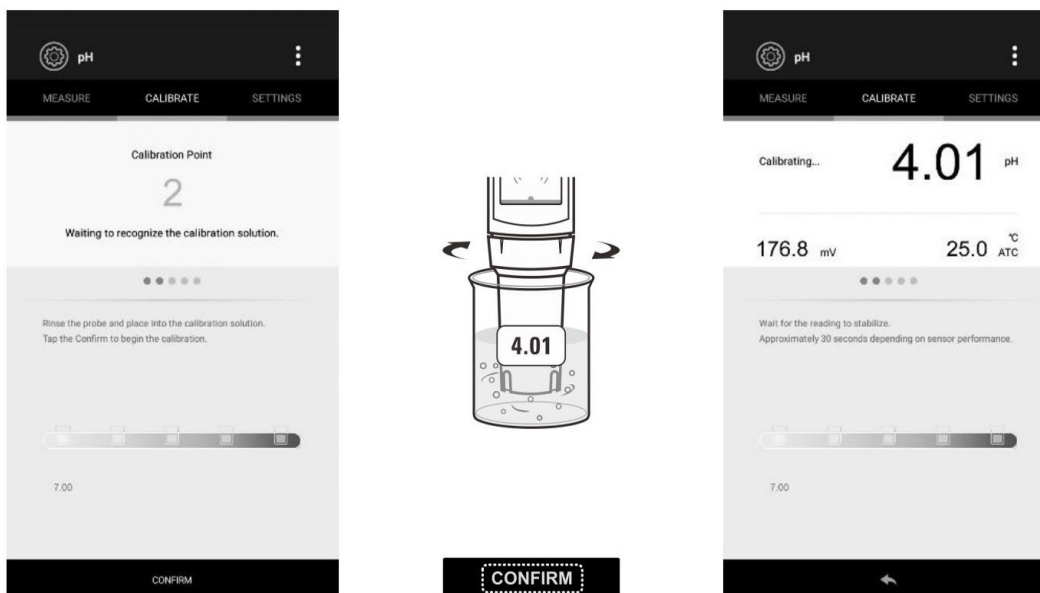 pH
MEASURE CALIBRATE SETTINGS
Calibration Point
2
Waiting to recognize the calibration solution.
Rinse the probe and place into the calibration solution.
Tap the Confirm to begin the calibration.
7.00
CONFIRM
4.01
CONFIRM
pH
MEASURE CALIBRATE SETTINGS
Calibrating... 4.01 pH
176.8 mV 25.0 °C ATC
Wait for the reading to stabilize.
Approximately 30 seconds depending on sensor performance.
7.00